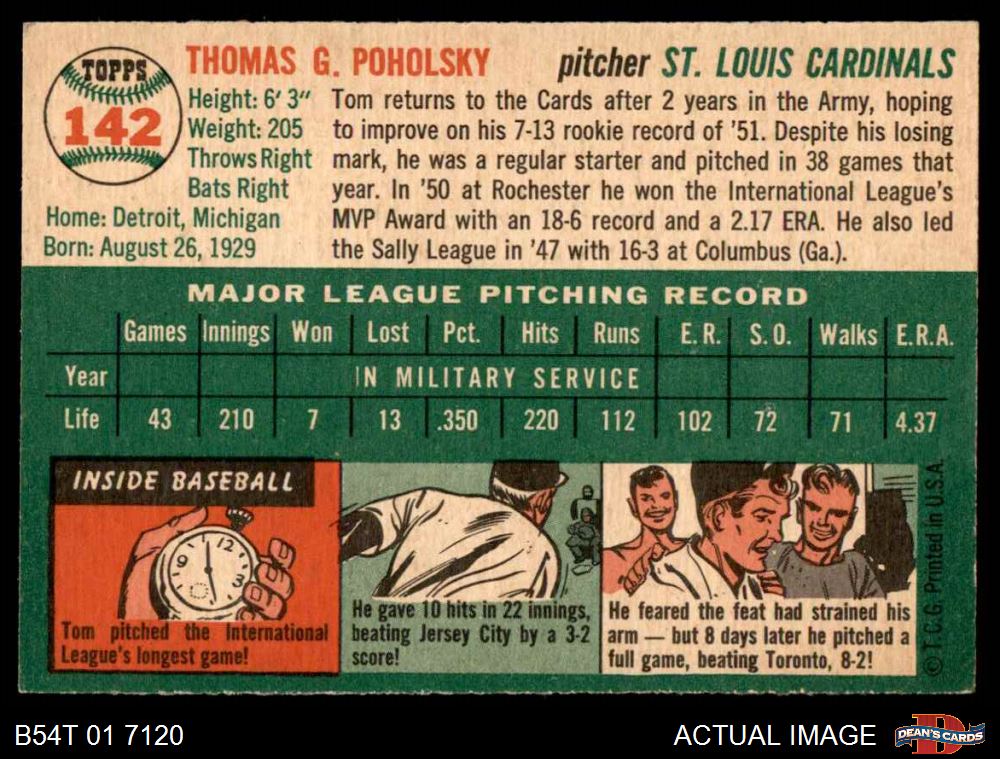 TOPPS
142
THOMAS G. POHOLSKY
pitcher ST. LOUIS CARDINALS
Height: 6' 3"
Weight: 205
Throws Right
Bats Right
Home: Detroit, Michigan
Born: August 26, 1929
Tom returns to the Cards after 2 years in the Army, hoping
to improve on his 7-13 rookie record of '51. Despite his losing
mark, he was a regular starter and pitched in 38 games that
year. In '50 at Rochester he won the International League's
MVP Award with an 18-6 record and a 2.17 ERA. He also led
the Sally League in '47 with 16-3 at Columbus (Ga.).
MAJOR LEAGUE PITCHING RECORD
Games Innings Won Lost Pct. Hits Runs E. R. S. O. Walks E.R.A.
Year IN MILITARY SERVICE
Life 43 210 7 13 .350 220 112 102 72 71 4.37
INSIDE BASEBALL
12
3
6
9
Tom pitched the International
League's longest game!
He gave 10 hits in 22 innings,
beating Jersey City by a 3-2
score!
He feared the feat had strained his
arm — but 8 days later he pitched a
full game, beating Toronto, 8-2!
© T. C. G. Printed in U.S.A.
B54T 01 7120
ACTUAL IMAGE
D
DEAN'S CARDS